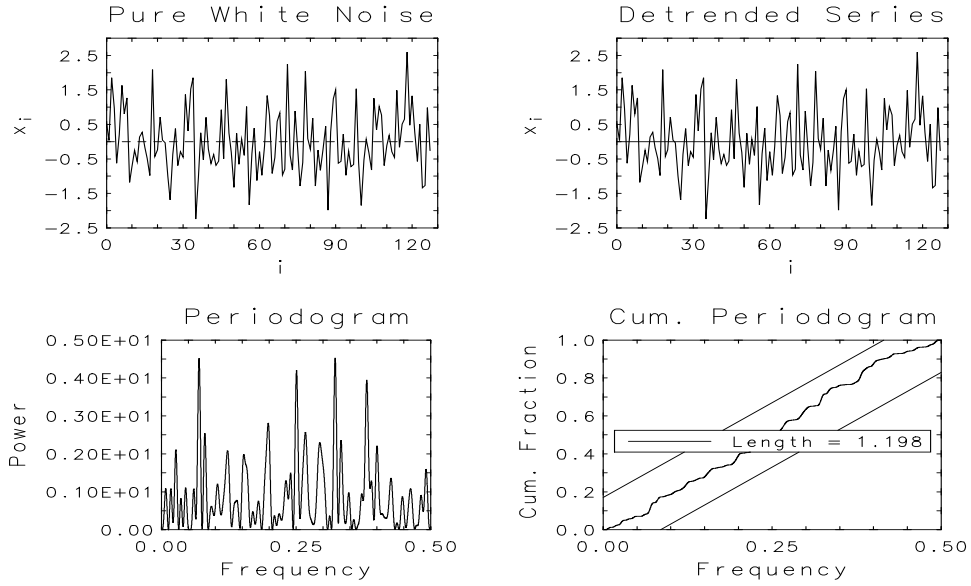 Pure White Noise
2.5
1.5
0.5
−0.5
−1.5
−2.5
x_i
0 30 60 90 120
i
Detrended Series
2.5
1.5
0.5
−0.5
−1.5
−2.5
x_i
0 30 60 90 120
i
Periodogram
0.50E+01
0.40E+01
0.30E+01
0.20E+01
0.10E+01
0.00
Power
0.00 0.25 0.50
Frequency
Cum. Periodogram
1.0
0.8
0.6
0.4
0.2
0.0
Cum. Fraction
Length = 1.198
0.00 0.25 0.50
Frequency